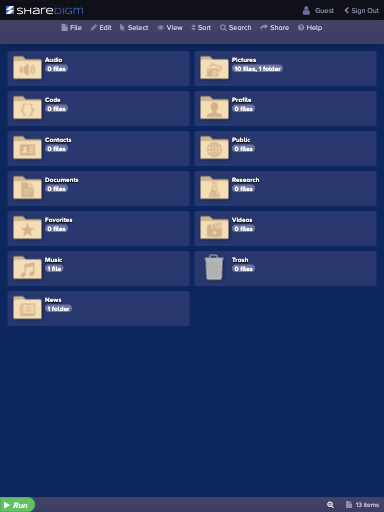 SHAREDIGM
Guest
Sign Out
File Edit Select View Sort Search Share Help
Audio
0 files
Pictures
10 files, 1 folder
Code
0 files
Profile
0 files
Contacts
0 files
Public
0 files
Documents
0 files
Research
0 files
Favorites
0 files
Videos
0 files
Music
1 file
Trash
0 files
News
1 folder
Run
13 items